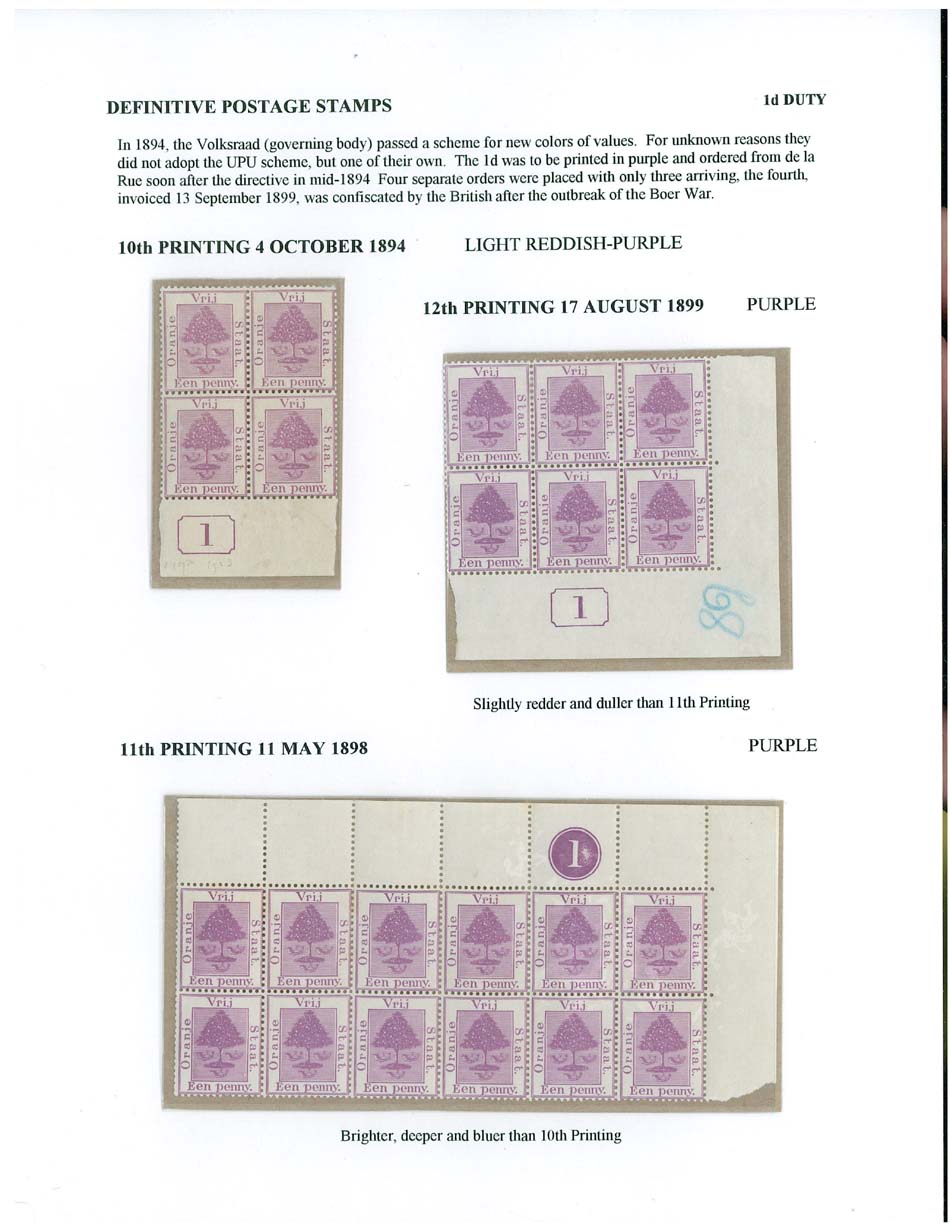 DEFINITIVE POSTAGE STAMPS
1d DUTY
In 1894, the Volksraad (governing body) passed a scheme for new colors of values. For unknown reasons they
did not adopt the UPU scheme, but one of their own. The 1d was to be printed in purple and ordered from de la
Rue soon after the directive in mid-1894 Four separate orders were placed with only three arriving, the fourth,
invoiced 13 September 1899, was confiscated by the British after the outbreak of the Boer War.
10th PRINTING 4 OCTOBER 1894 LIGHT REDDISH-PURPLE
Vrij Vrij
Oranje Staat. Oranje Staat.
Een penny. Een penny.
Vrij Vrij
Oranje Staat. Oranje Staat.
Een penny. Een penny.
1
12th PRINTING 17 AUGUST 1899 PURPLE
Vrij Vrij Vrij
Oranje Staat. Oranje Staat. Oranje Staat.
Een penny. Een penny. Een penny.
Vrij Vrij Vrij
Oranje Staat. Oranje Staat. Oranje Staat.
Een penny. Een penny. Een penny.
1
Slightly redder and duller than 11th Printing
11th PRINTING 11 MAY 1898 PURPLE
1
Vrij Vrij Vrij Vrij Vrij Vrij
Oranje Staat. Oranje Staat. Oranje Staat. Oranje Staat. Oranje Staat. Oranje Staat.
Een penny. Een penny. Een penny. Een penny. Een penny. Een penny.
Vrij Vrij Vrij Vrij Vrij Vrij
Oranje Staat. Oranje Staat. Oranje Staat. Oranje Staat. Oranje Staat. Oranje Staat.
Een penny. Een penny. Een penny. Een penny. Een penny. Een penny.
Brighter, deeper and bluer than 10th Printing